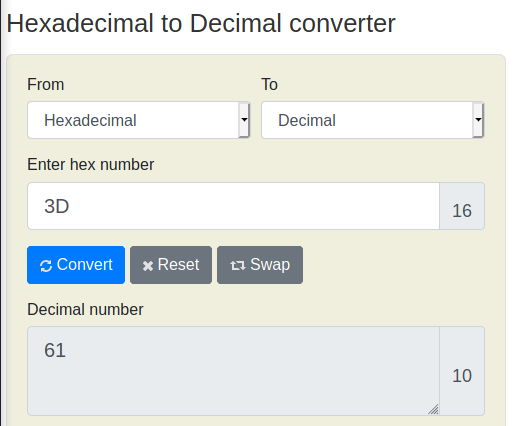 Hexadecimal to Decimal converter
From To
Hexadecimal Decimal
Enter hex number
3D 16
Convert Reset Swap
Decimal number
61
10